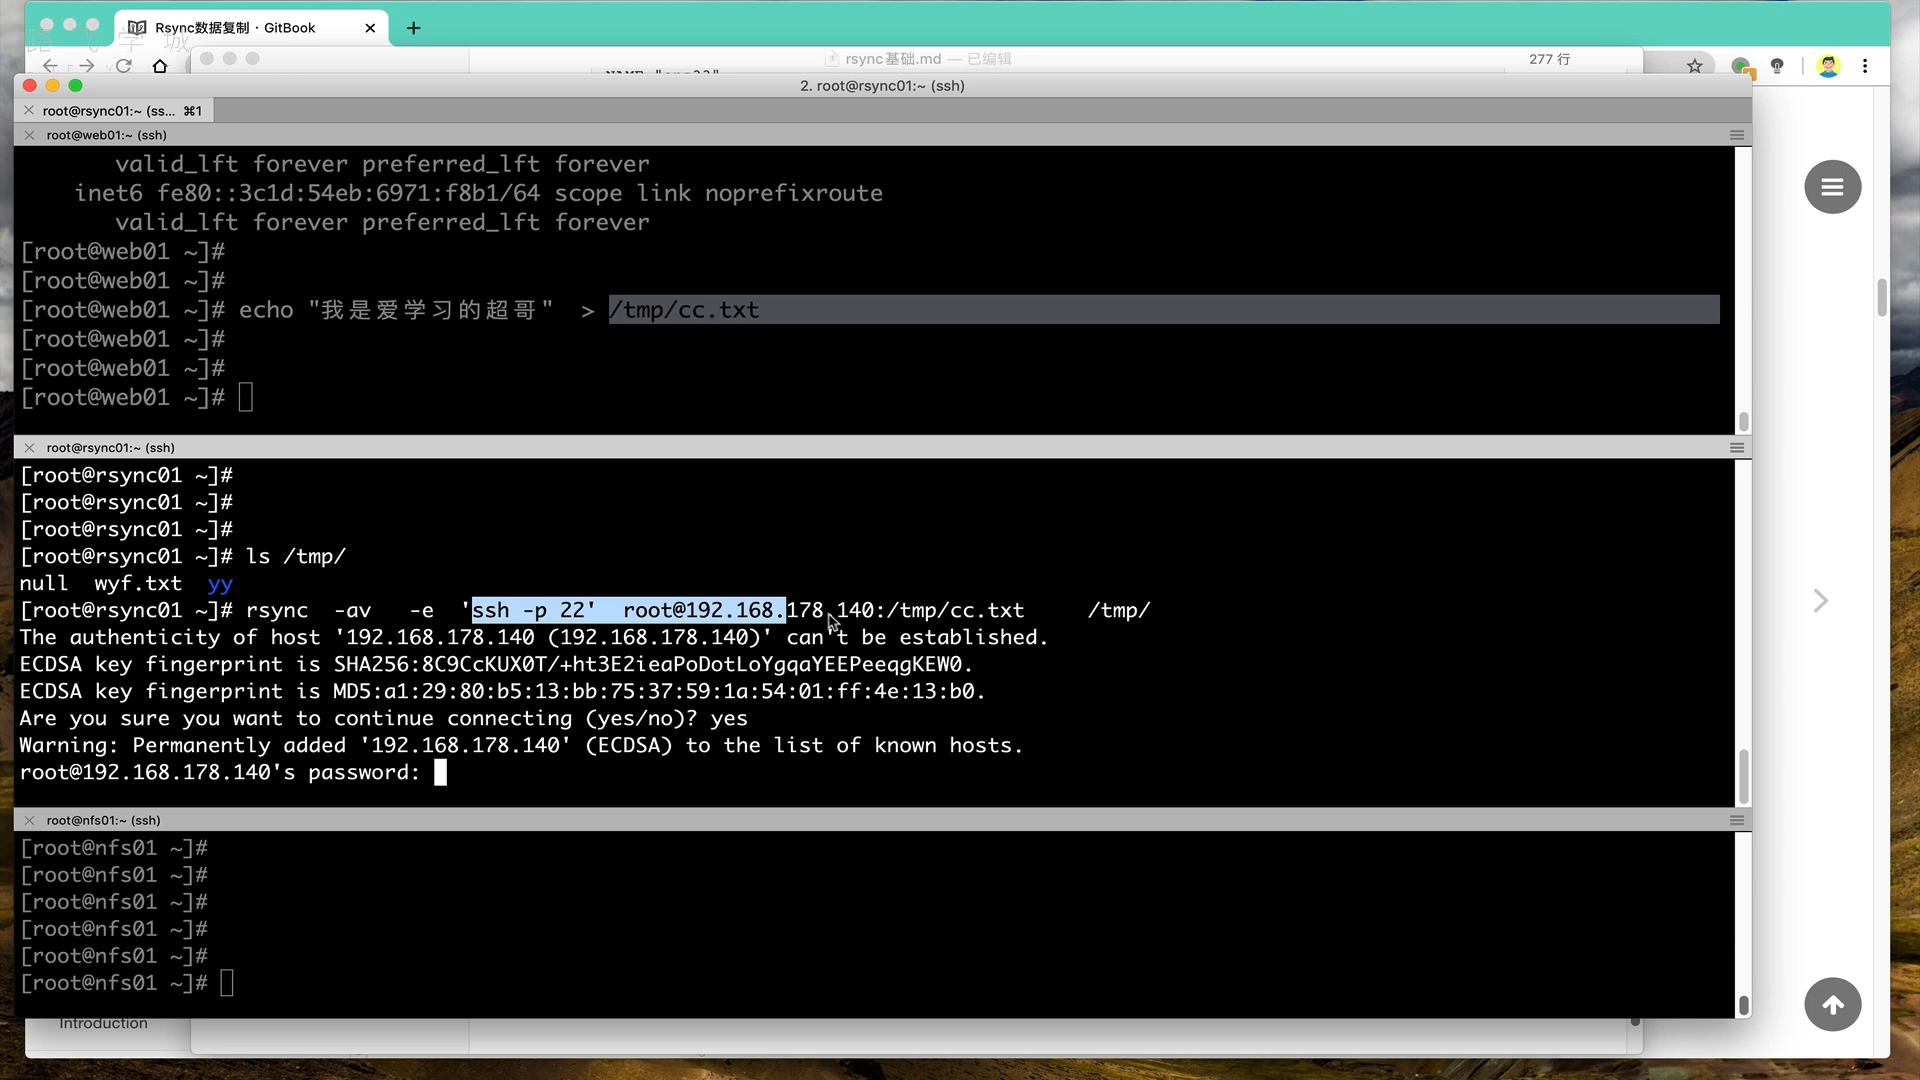 Rsync数据复制 · GitBook
rsync基础.md — 已编辑
277 行
2. root@rsync01:~ (ssh)
root@rsync01:~ (ss... ⌘1
root@web01:~ (ssh)
valid_lft forever preferred_lft forever
inet6 fe80::3c1d:54eb:6971:f8b1/64 scope link noprefixroute
valid_lft forever preferred_lft forever
[root@web01 ~]#
[root@web01 ~]#
[root@web01 ~]# echo "我是爱学习的超哥" > /tmp/cc.txt
[root@web01 ~]#
[root@web01 ~]#
[root@web01 ~]#
root@rsync01:~ (ssh)
[root@rsync01 ~]#
[root@rsync01 ~]#
[root@rsync01 ~]#
[root@rsync01 ~]# ls /tmp/
null wyf.txt yy
[root@rsync01 ~]# rsync -av -e 'ssh -p 22' root@192.168.178.140:/tmp/cc.txt /tmp/
The authenticity of host '192.168.178.140 (192.168.178.140)' can't be established.
ECDSA key fingerprint is SHA256:8C9CcKUX0T/+ht3E2ieaPoDotLoYgqaYEEPeeqgKEW0.
ECDSA key fingerprint is MD5:a1:29:80:b5:13:bb:75:37:59:1a:54:01:ff:4e:13:b0.
Are you sure you want to continue connecting (yes/no)? yes
Warning: Permanently added '192.168.178.140' (ECDSA) to the list of known hosts.
root@192.168.178.140's password:
root@nfs01:~ (ssh)
[root@nfs01 ~]#
[root@nfs01 ~]#
[root@nfs01 ~]#
[root@nfs01 ~]#
[root@nfs01 ~]#
[root@nfs01 ~]#
Introduction